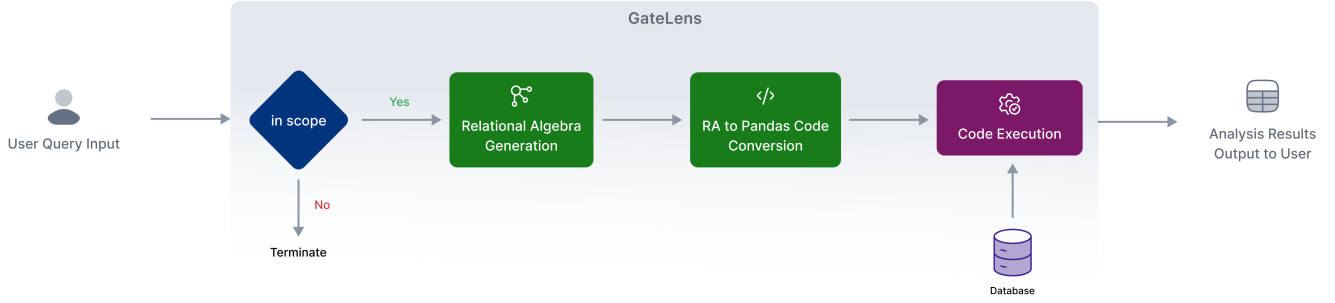 GateLens
User Query Input
in scope
Yes
No
Terminate
Relational Algebra
Generation
RA to Pandas Code
Conversion
Code Execution
Database
Analysis Results
Output to User